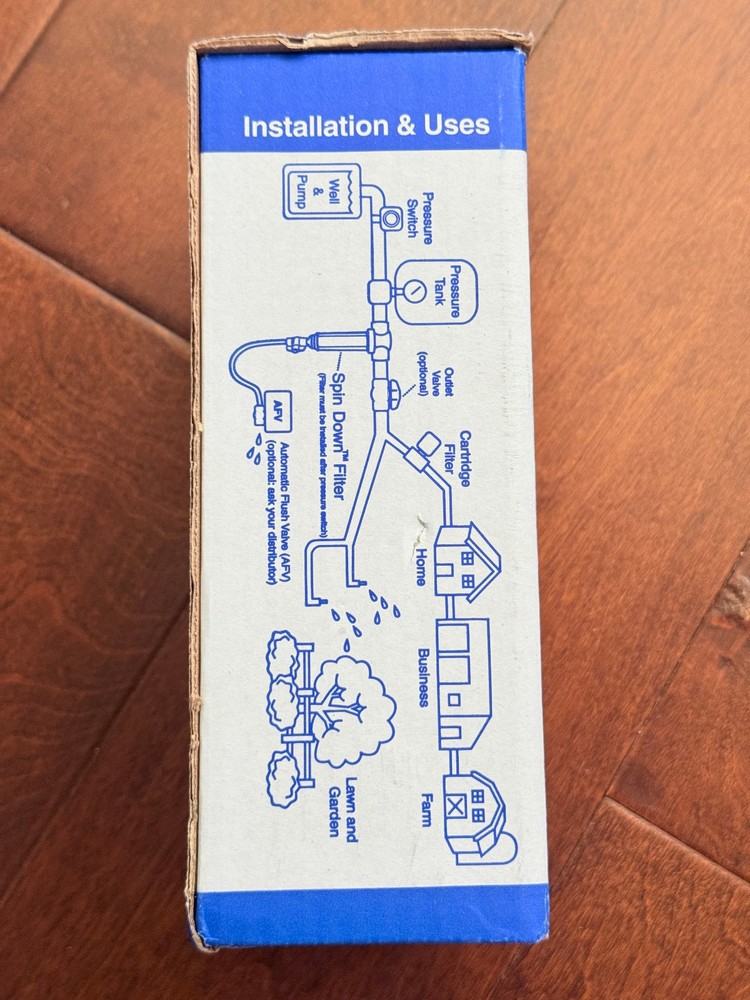 Installation & Uses
Well
&
Pump
Pressure
Switch
Pressure
Tank
Outlet
Valve
(optional)
Spin Down™ Filter
(Filter must be installed after pressure switch)
AFV
Automatic Flush Valve (AFV)
(optional: ask your
distributor)
Cartridge
Filter
Home
Business
Farm
Lawn and
Garden